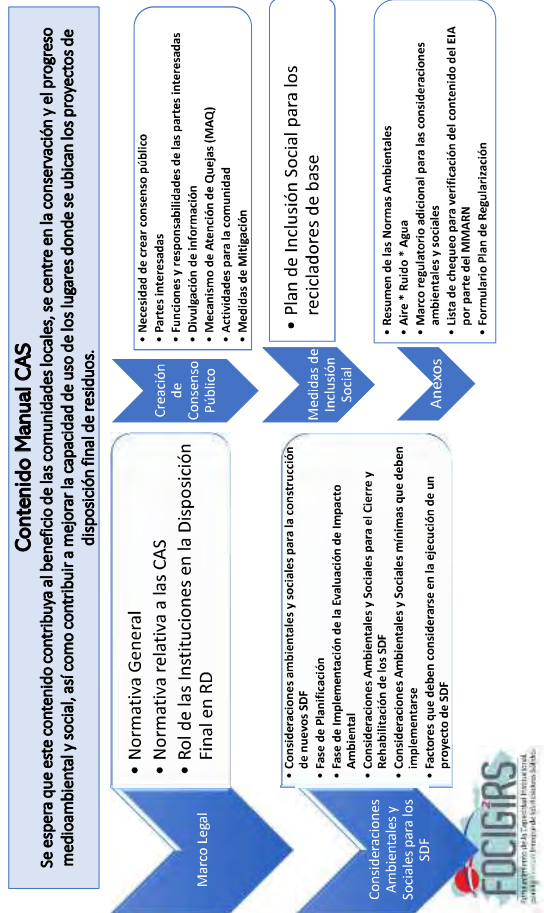 Contenido Manual CAS
Se espera que este contenido contribuya al beneficio de las comunidades locales, se centre en la conservación y el progreso
medioambiental y social, así como contribuir a mejorar la capacidad de uso de los lugares donde se ubican los proyectos de
disposición final de residuos.
Marco Legal
• Normativa General
• Normativa relativa a las CAS
• Rol de las Instituciones en la Disposición
Final en RD
Consideraciones
Ambientales y
Sociales para los
SDF
• Consideraciones ambientales y sociales para la construcción
de nuevos SDF
• Fase de Planificación
• Fase de Implementación de la Evaluación de Impacto
Ambiental
• Consideraciones Ambientales y Sociales para el Cierre y
Rehabilitación de los SDF
• Consideraciones Ambientales y Sociales mínimas que deben
implementarse
• Factores que deben considerarse en la ejecución de un
proyecto de SDF
Creación
de
Consenso
Público
• Necesidad de crear consenso público
• Partes interesadas
• Funciones y responsabilidades de las partes interesadas
• Divulgación de información
• Mecanismo de Atención de Quejas (MAQ)
• Actividades para la comunidad
• Medidas de Mitigación
Medidas de
Inclusión
Social
• Plan de Inclusión Social para los
recicladores de base
Anexos
• Resumen de las Normas Ambientales
• Aire * Ruido * Agua
• Marco regulatorio adicional para las consideraciones
ambientales y sociales
• Lista de chequeo para verificación del contenido del EIA
por parte del MMARN
• Formulario Plan de Regularización
FOCIGIRS 2
Fortalecimiento de la Capacidad Institucional